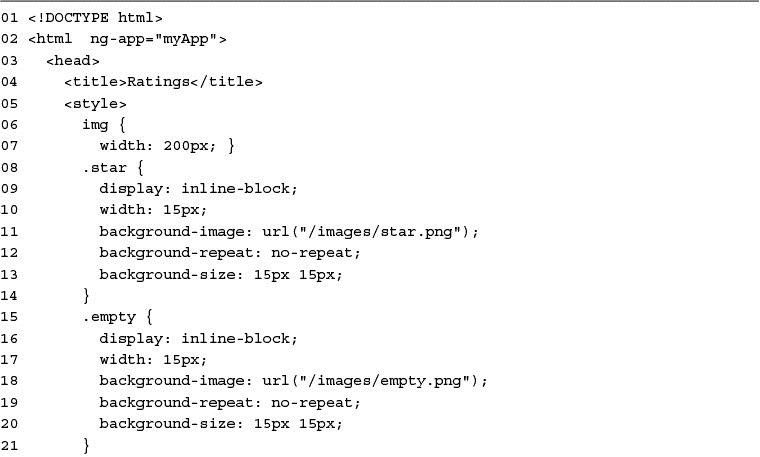 01 <!DOCTYPE html>
02 <html  ng-app="myApp">
03   <head>
04     <title>Ratings</title>
05     <style>
06       img {
07         width: 200px; }
08       .star {
09         display: inline-block;
10         width: 15px;
11         background-image: url("/images/star.png");
12         background-repeat: no-repeat;
13         background-size: 15px 15px;
14       }
15       .empty {
16         display: inline-block;
17         width: 15px;
18         background-image: url("/images/empty.png");
19         background-repeat: no-repeat;
20         background-size: 15px 15px;
21       }